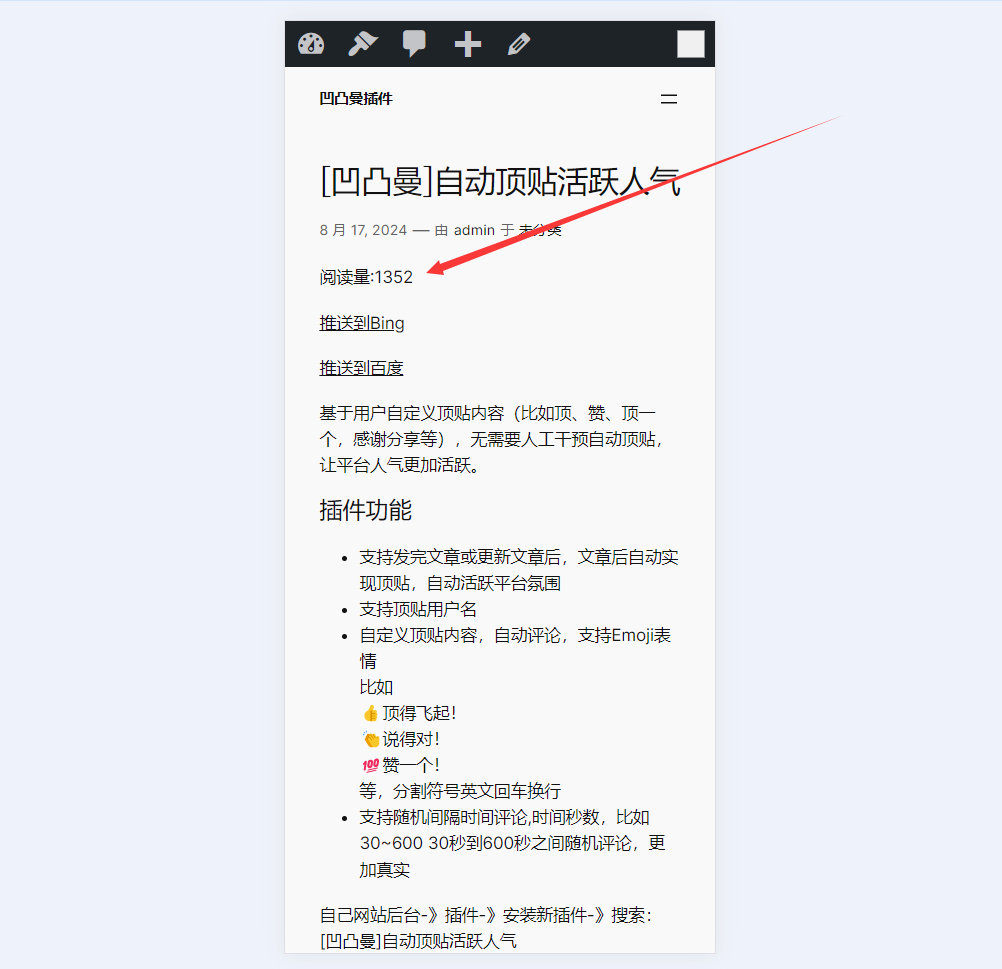 凹凸曼插件
[凹凸曼]自动顶贴活跃人气
8 月 17, 2024 — 由 admin 于 未分类
阅读量:1352
推送到Bing
推送到百度
基于用户自定义顶贴内容（比如顶、赞、顶一
个，感谢分享等），无需要人工干预自动顶贴，
让平台人气更加活跃。
插件功能
• 支持发完文章或更新文章后，文章后自动实
现顶贴，自动活跃平台氛围
• 支持顶贴用户名
• 自定义顶贴内容，自动评论，支持Emoji表
情
比如
👍顶得飞起！
👏说得对！
💯赞一个！
等，分割符号英文回车换行
• 支持随机间隔时间评论,时间秒数，比如
30~600 30秒到600秒之间随机评论，更
加真实
自己网站后台-》插件-》安装新插件-》搜索：
[凹凸曼]自动顶贴活跃人气